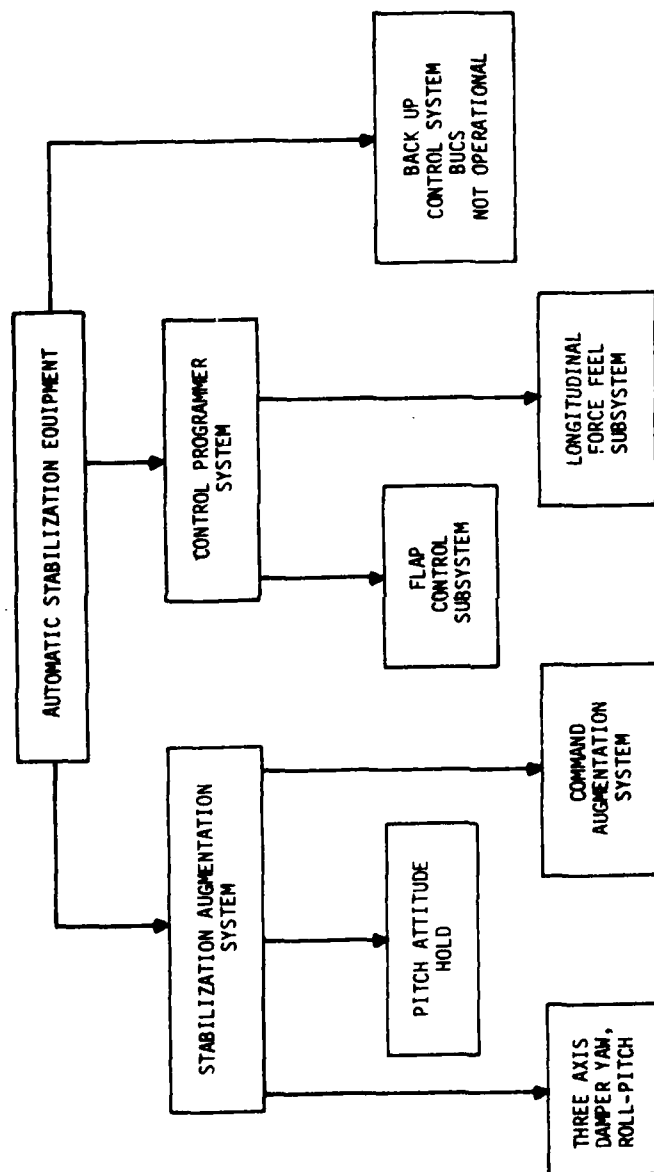 AUTOMATIC STABILIZATION EQUIPMENT
STABILIZATION AUGMENTATION
SYSTEM
CONTROL PROGRAMMER
SYSTEM
BACK UP
CONTROL SYSTEM
BUCS
NOT OPERATIONAL
PITCH ATTITUDE
HOLD
FLAP
CONTROL
SUBSYSTEM
THREE AXIS
DAMPER YAW,
ROLL-PITCH
COMMAND
AUGMENTATION
SYSTEM
LONGITUDINAL
FORCE FEEL
SUBSYSTEM